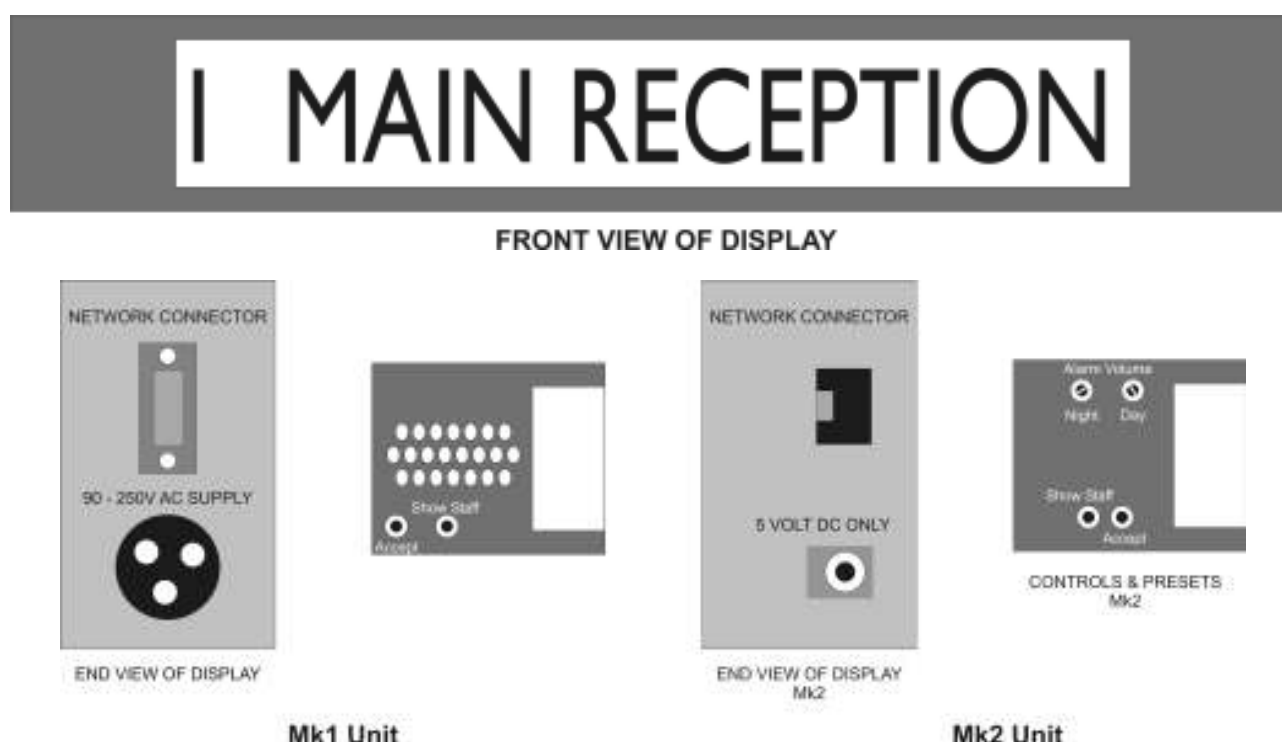 I MAIN RECEPTION
FRONT VIEW OF DISPLAY
NETWORK CONNECTOR
90 - 250V AC SUPPLY
END VIEW OF DISPLAY
Show Staff
Accept
Mk1 Unit
NETWORK CONNECTOR
5 VOLT DC ONLY
END VIEW OF DISPLAY
Mk2
Alarm Volume
Night Day
Show Staff
Accept
CONTROLS & PRESETS
Mk2
Mk2 Unit